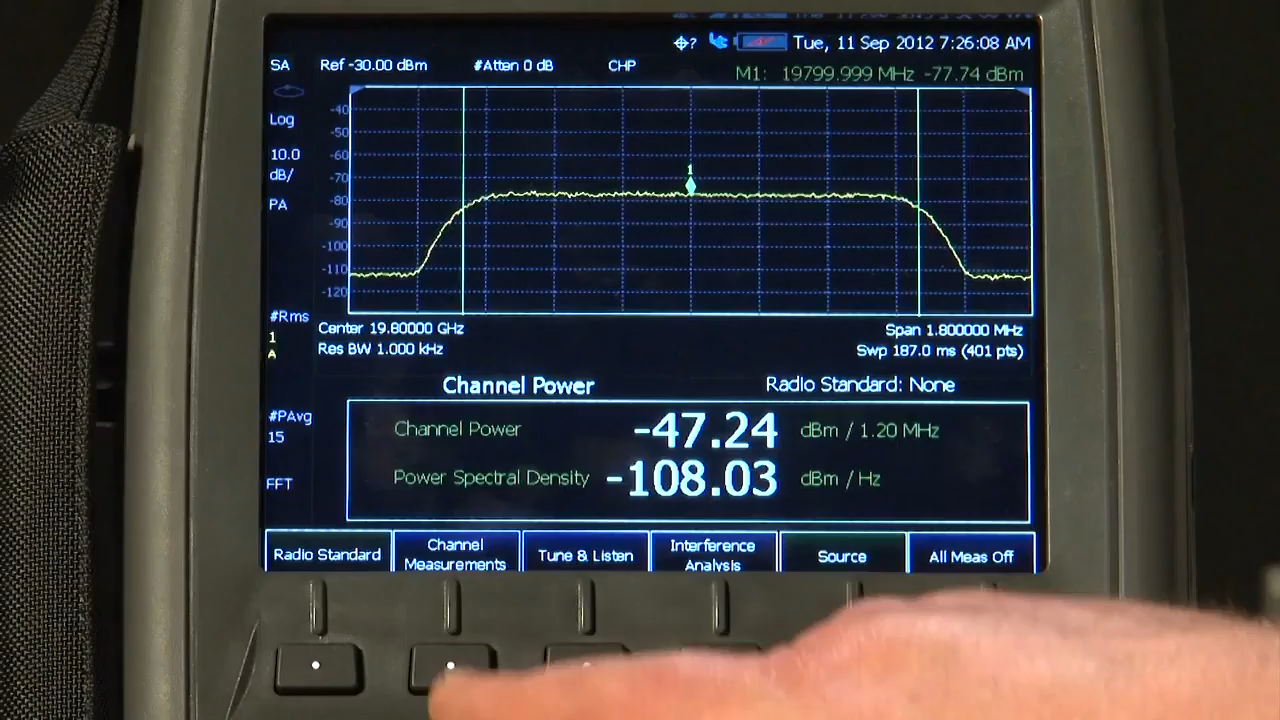 Tue, 11 Sep 2012 7:26:08 AM
SA Ref -30.00 dBm #Atten 0 dB CHP
M1: 19799.999 MHz -77.74 dBm
Log
10.0
dB/
PA
-40
-50
-60
-70
-80
-90
-100
-110
-120
1
#Rms
1
A
Center 19.80000 GHz Span 1.800000 MHz
Res BW 1.000 kHz Swp 187.0 ms (401 pts)
Channel Power Radio Standard: None
#PAvg
15
FFT
Channel Power -47.24 dBm / 1.20 MHz
Power Spectral Density -108.03 dBm / Hz
Radio Standard
Channel
Measurements
Tune & Listen
Interference
Analysis
Source
All Meas Off